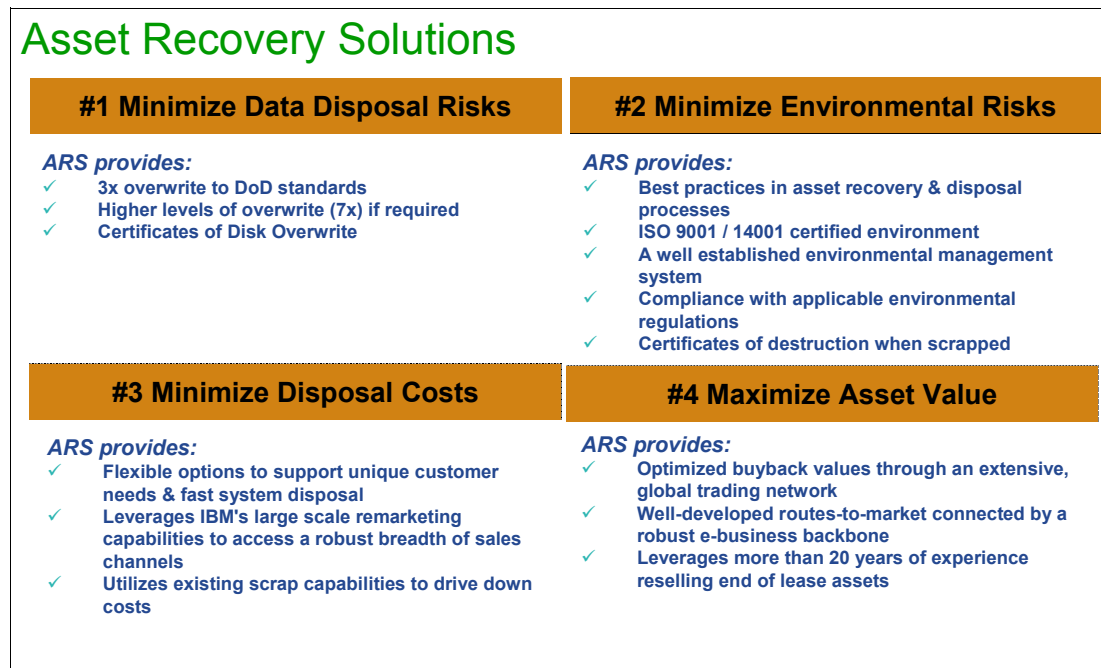 Asset Recovery Solutions
#1 Minimize Data Disposal Risks
ARS provides:
✓ 3x overwrite to DoD standards
✓ Higher levels of overwrite (7x) if required
✓ Certificates of Disk Overwrite
#2 Minimize Environmental Risks
ARS provides:
✓ Best practices in asset recovery & disposal
processes
✓ ISO 9001 / 14001 certified environment
✓ A well established environmental management
system
✓ Compliance with applicable environmental
regulations
✓ Certificates of destruction when scrapped
#3 Minimize Disposal Costs
ARS provides:
✓ Flexible options to support unique customer
needs & fast system disposal
✓ Leverages IBM's large scale remarketing
capabilities to access a robust breadth of sales
channels
✓ Utilizes existing scrap capabilities to drive down
costs
#4 Maximize Asset Value
ARS provides:
✓ Optimized buyback values through an extensive,
global trading network
✓ Well-developed routes-to-market connected by a
robust e-business backbone
✓ Leverages more than 20 years of experience
reselling end of lease assets